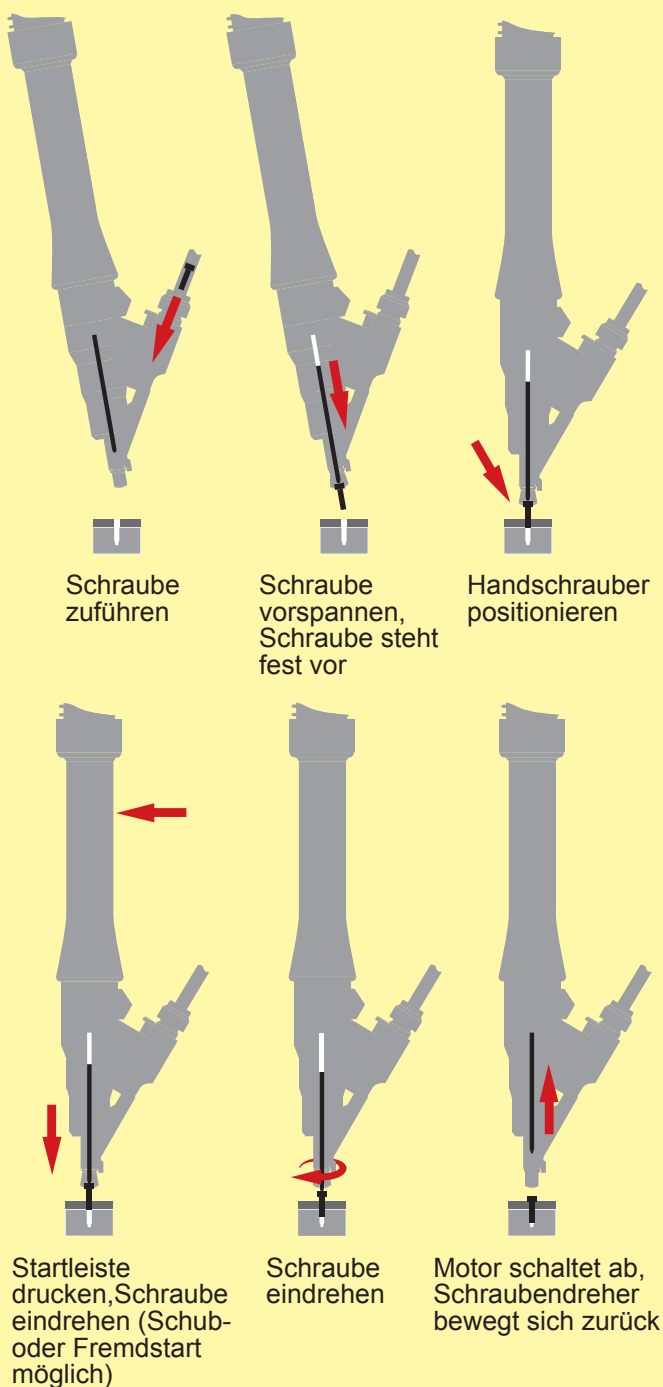 Schraube
zuführen
Schraube
vorspannen,
Schraube steht
fest vor
Handschrauber
positionieren
Startleiste
drucken,Schraube
eindrehen (Schub-
oder Fremdstart
möglich)
Schraube
eindrehen
Motor schaltet ab,
Schraubendreher
bewegt sich zurück